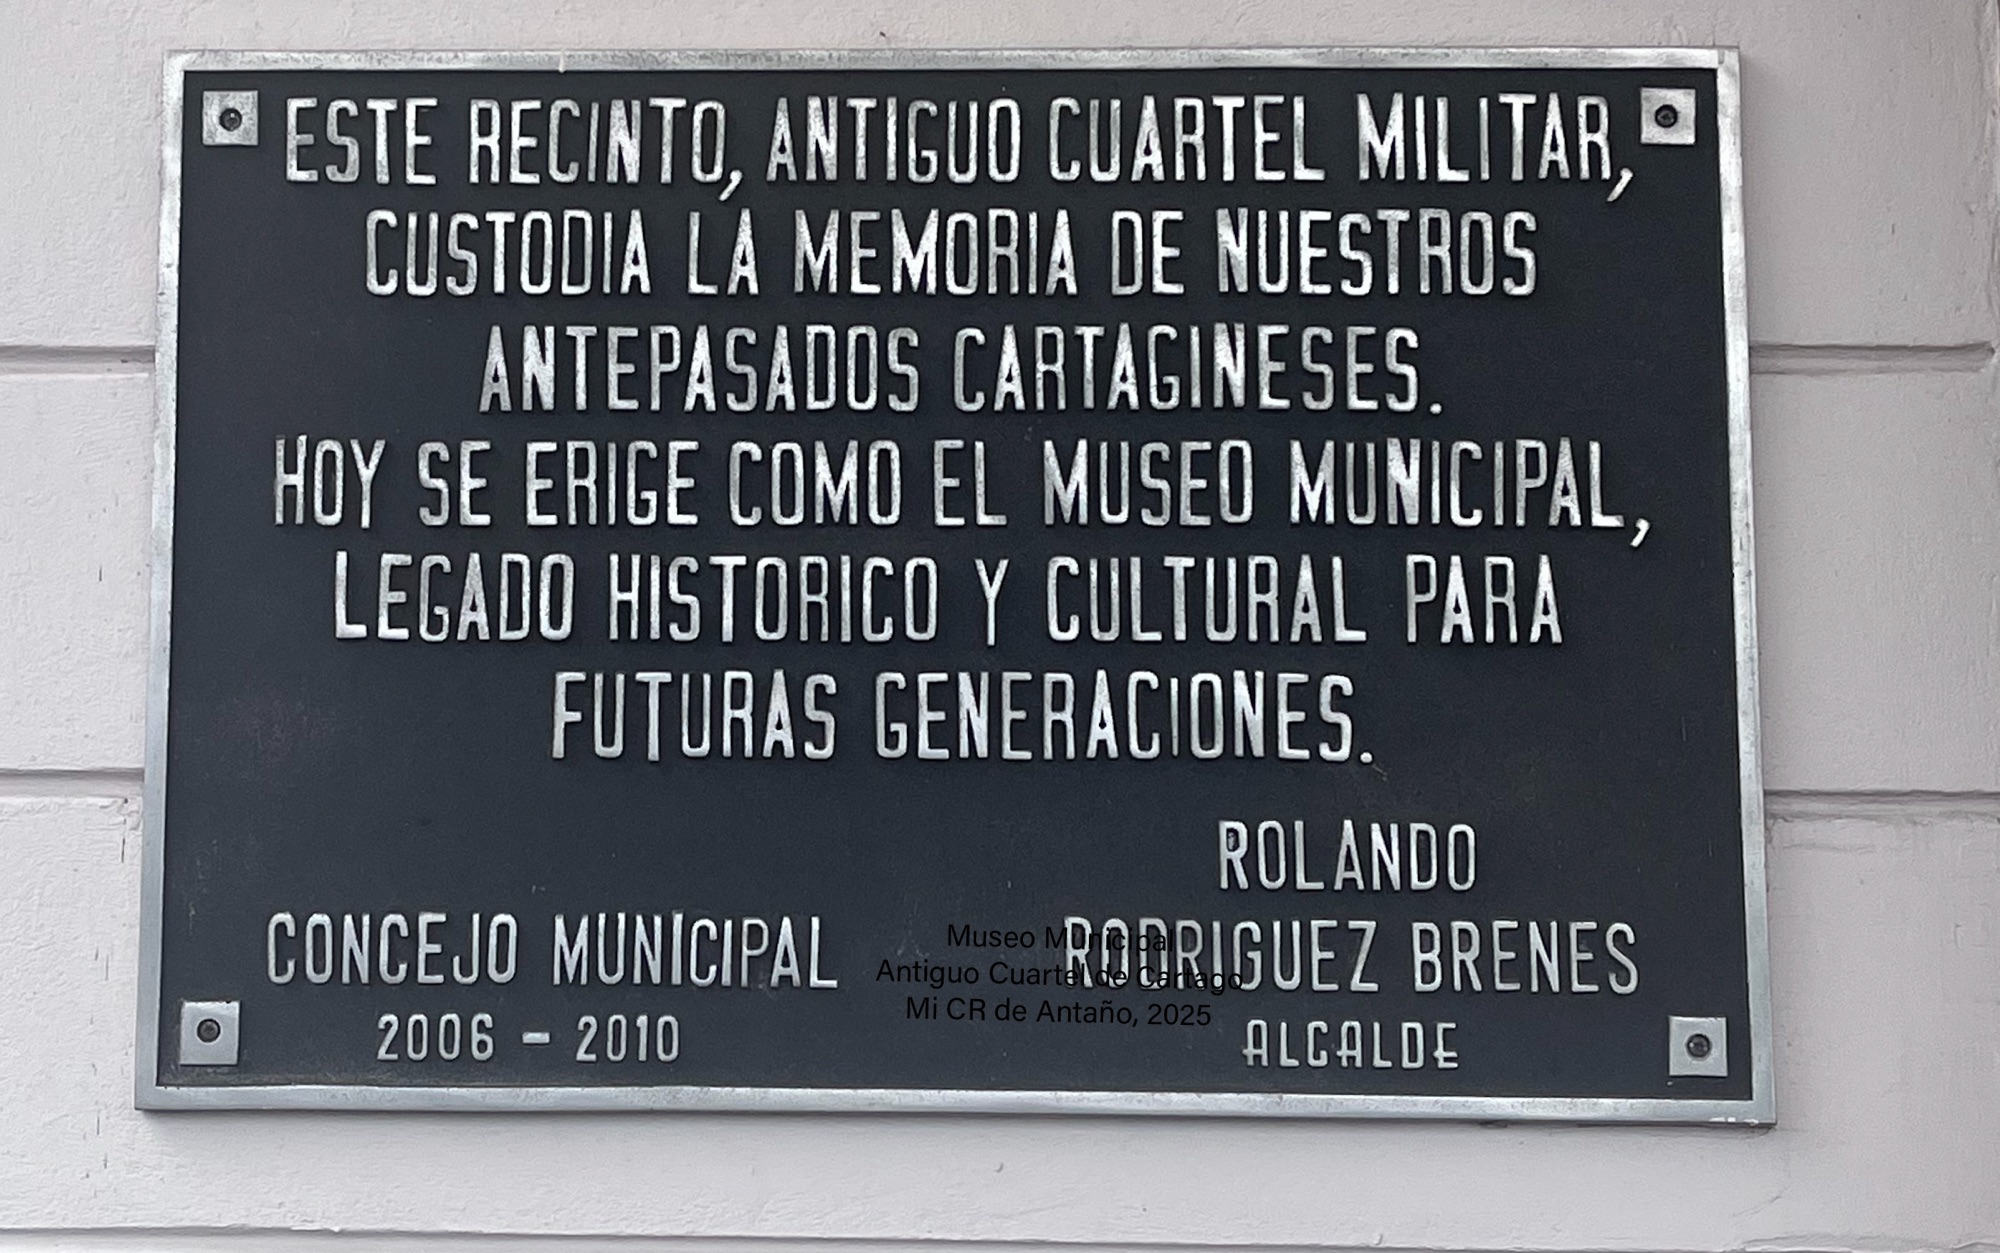 ESTE RECINTO, ANTIGUO CUARTEL MILITAR,
CUSTODIA LA MEMORIA DE NUESTROS
ANTEPASADOS CARTAGINESES.
HOY SE ERIGE COMO EL MUSEO MUNICIPAL,
LEGADO HISTORICO Y CULTURAL PARA
FUTURAS GENERACIONES.
CONCEJO MUNICIPAL
2006 - 2010
ROLANDO
RODRIGUEZ BRENES
ALCALDE
Museo Municipal
Antiguo Cuartel de Cartago
Mi CR de Antaño, 2025